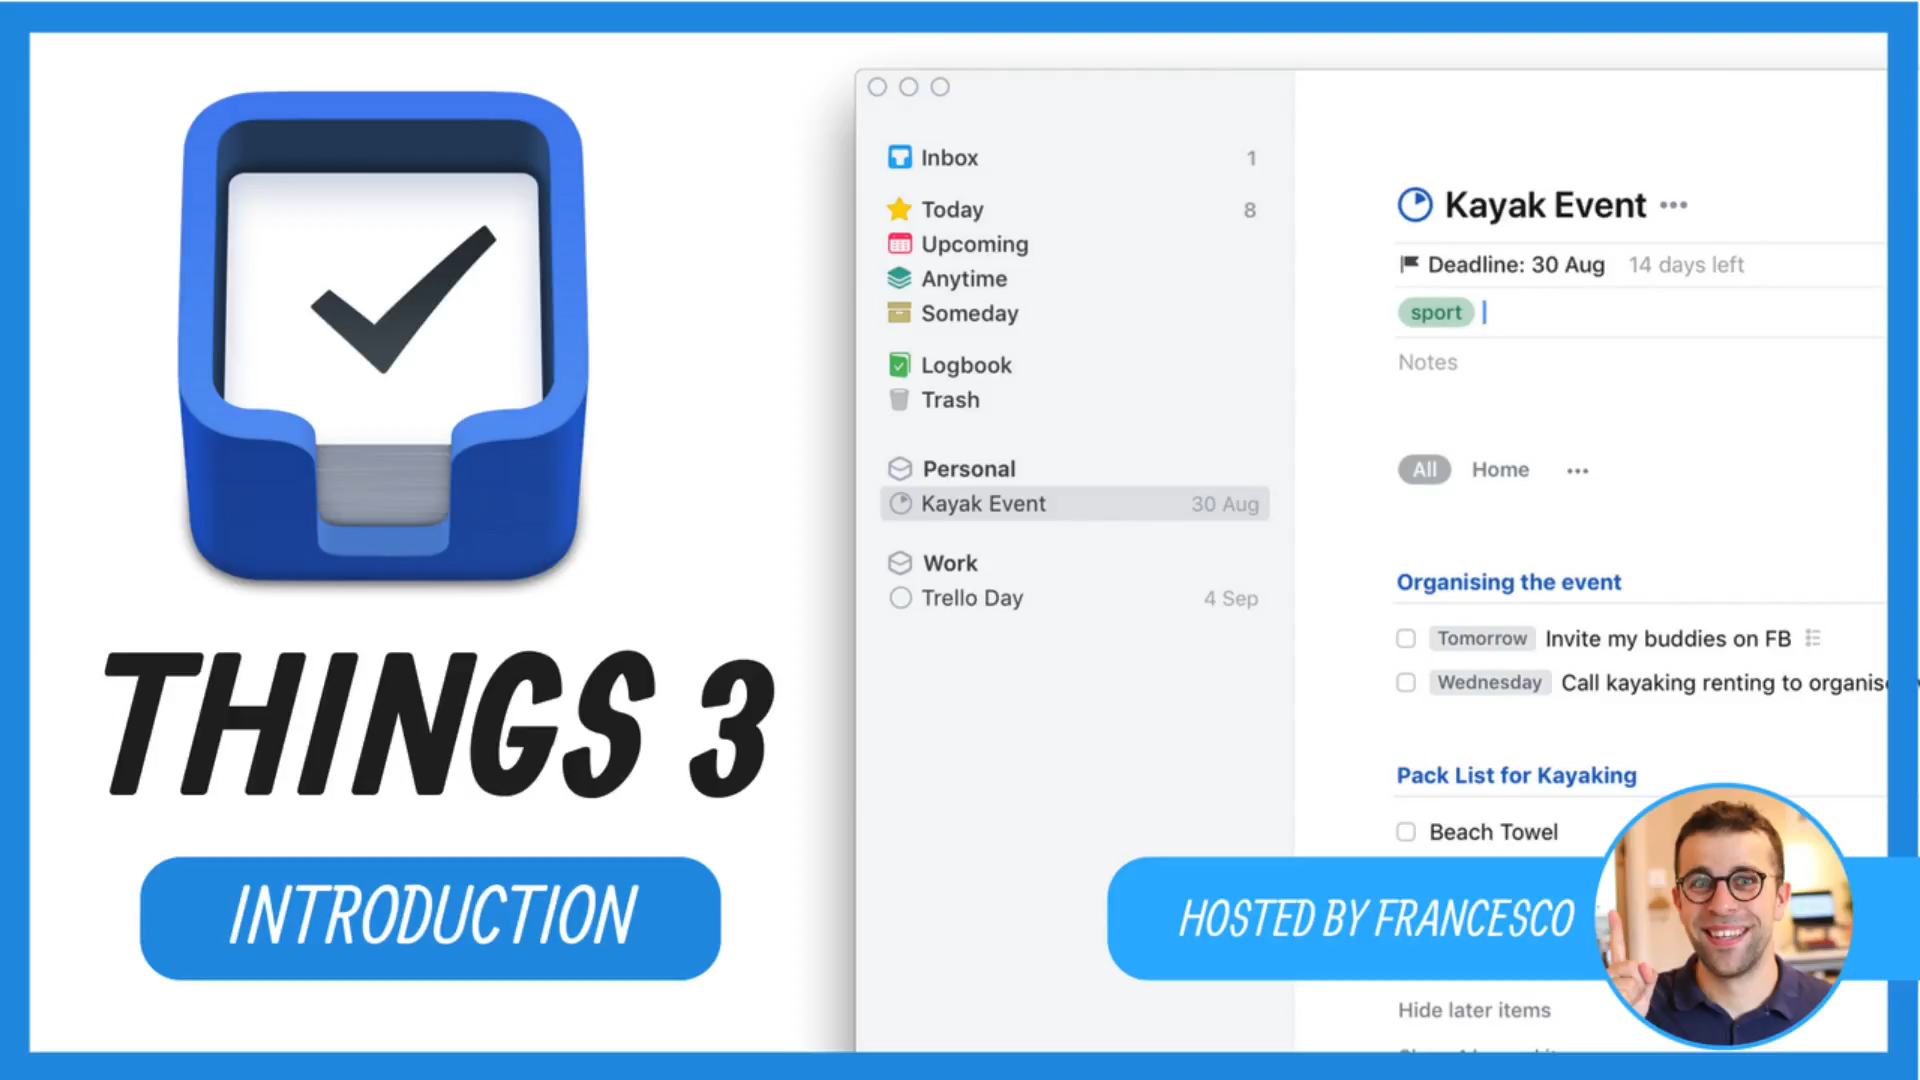 THINGS 3
INTRODUCTION
Inbox 1
Today 8
Upcoming
Anytime
Someday
Logbook
Trash
Personal
Kayak Event 30 Aug
Work
Trello Day 4 Sep
Kayak Event •••
Deadline: 30 Aug 14 days left
sport
Notes
All Home •••
Organising the event
Tomorrow Invite my buddies on FB
Wednesday Call kayaking renting to organise
Pack List for Kayaking
Beach Towel
HOSTED BY FRANCESCO
Hide later items